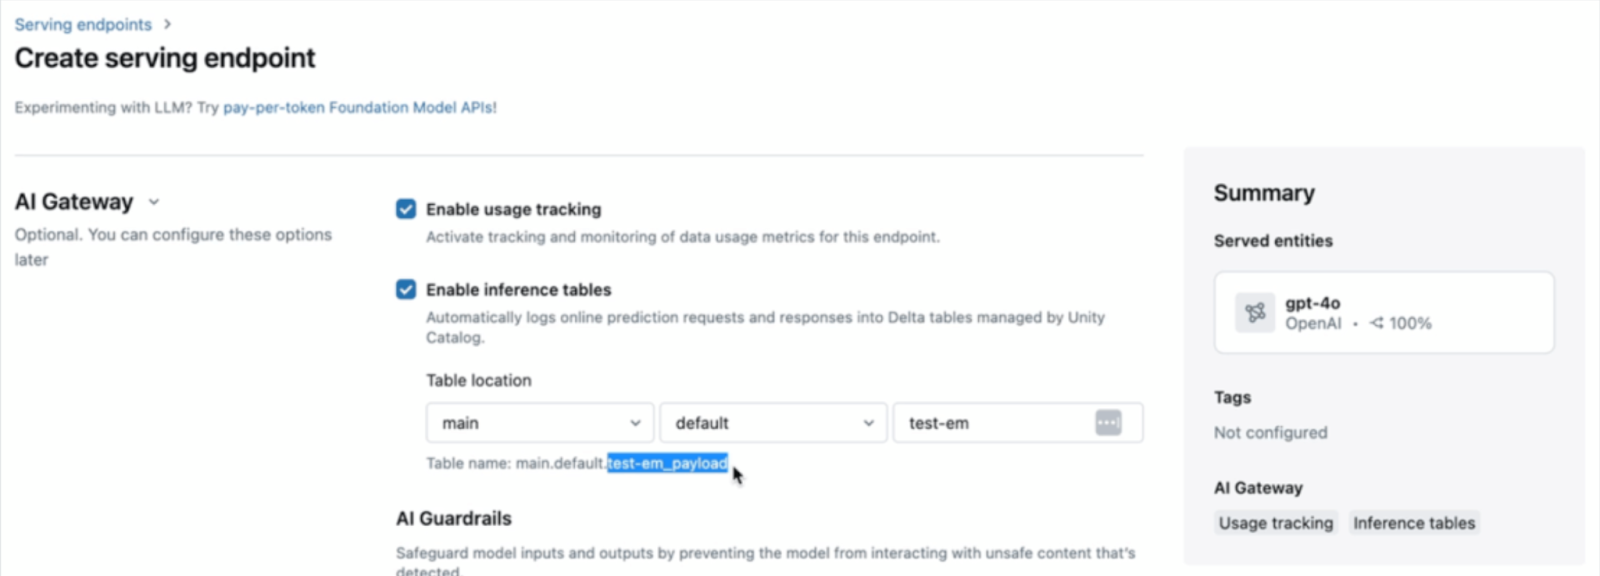 Serving endpoints >
Create serving endpoint
Experimenting with LLM? Try pay-per-token Foundation Model APIs!
AI Gateway
Optional. You can configure these options
later
Enable usage tracking
Activate tracking and monitoring of data usage metrics for this endpoint.
Enable inference tables
Automatically logs online prediction requests and responses into Delta tables managed by Unity
Catalog.
Table location
main default test-em
Table name: main.default.test-em_payload
AI Guardrails
Safeguard model inputs and outputs by preventing the model from interacting with unsafe content that's
detected.
Summary
Served entities
gpt-4o
OpenAI • 100%
Tags
Not configured
AI Gateway
Usage tracking Inference tables